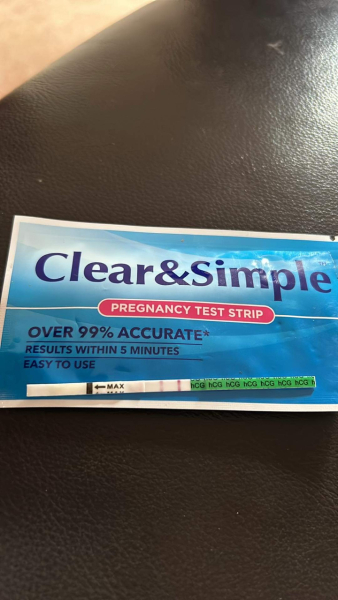 Clear&Simple
PREGNANCY TEST STRIP
OVER 99% ACCURATE*
RESULTS WITHIN 5 MINUTES
EASY TO USE
←MAX hCG hCG hCG hCG hCG hCG hCG h